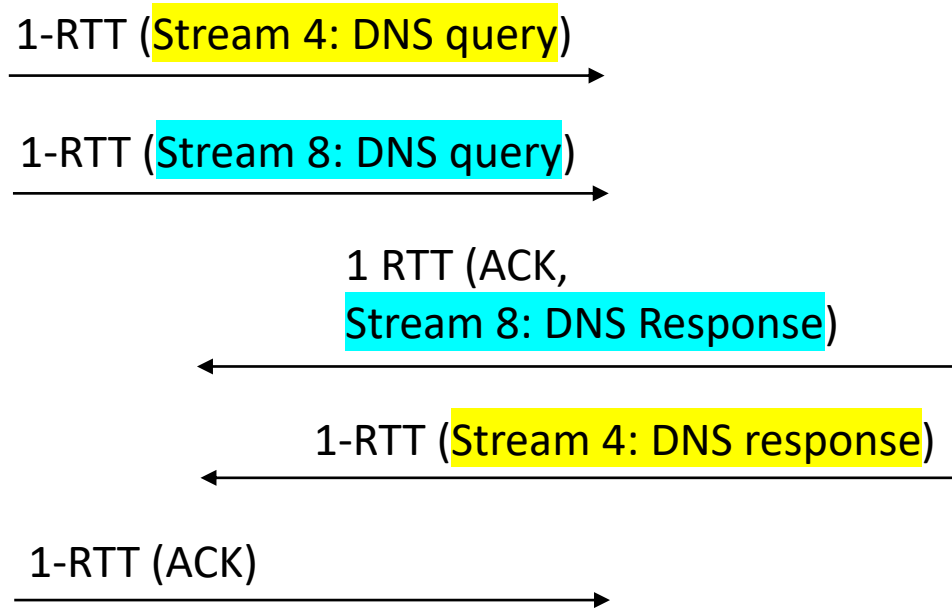 1-RTT (Stream 4: DNS query)
1-RTT (Stream 8: DNS query)
1 RTT (ACK,
Stream 8: DNS Response)
1-RTT (Stream 4: DNS response)
1-RTT (ACK)